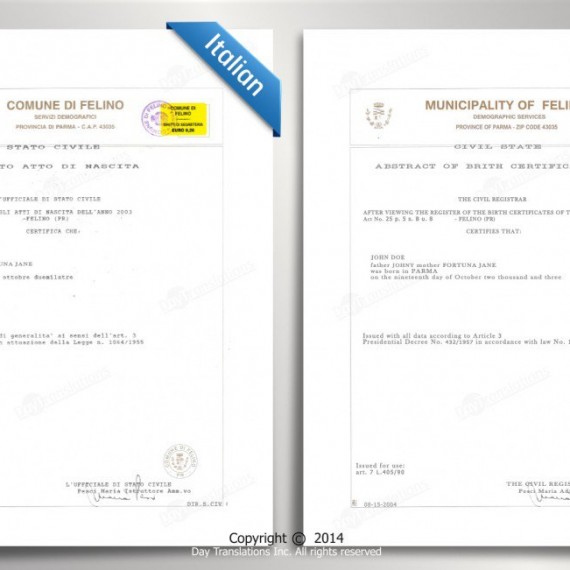 Italian
COMUNE DI FELINO
SERVIZI DEMOGRAFICI
PROVINCIA DI PARMA - C.A.P. 43035
COMUNE DI
FELINO
EURO 0,26
STATO CIVILE
TO ATTO DI NASCITA
L'UFFICIALE DI STATO CIVILE
GLI ATTI DI NASCITA DELL'ANNO 2003
-FELINO (PR)
CERTIFICA CHE:
UNA JANE
ottobre duemilatre
di generalita' ai sensi dell'art. 3
attuazione della Legge n. 1064/1955
COMUNE DI FELINO
L'UFFICIALE DI STATO CIVILE
Pesci Maria Istruttore Amm.vo
DIR.S.CIV
MUNICIPALITY OF FELI
DEMOGRAPHIC SERVICES
PROVINCE OF PARMA - ZIP CODE 43035
CIVIL STATE
ABSTRACT OF BRITH CERTIFIC
THE CIVIL REGISTRAR
AFTER VIEWING THE REGISTER OF THE BIRTH CERTIFICATES OF T
Act No. 25 p. S s. B u. 8 - FELINO (PR)
CERTIFIES THAT:
JOHN DOE
father JOHNY mother FORTUNA JANE
was born in PARMA
on the nineteenth day of October two thousand and three
Issued with all data according to Article 3
Presidential Decree No. 432/1957 in accordance with law No. 1
Issued for use:
art. 7 L.405/90
THE CIVIL REGIS
Pesci Maria Ad
00-13-2004
Copyright © 2014
Day Translations Inc. All rights reserved